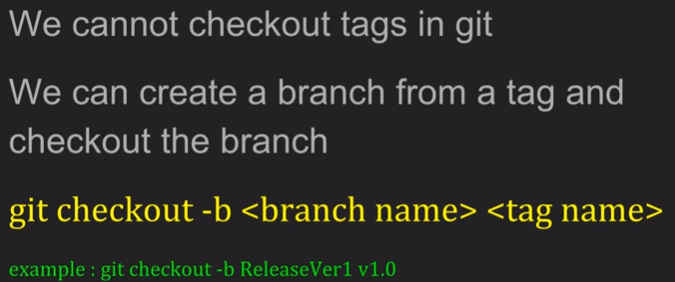 We cannot checkout tags in git
We can create a branch from a tag and
checkout the branch
git checkout -b <branch name> <tag name>
example : git checkout -b ReleaseVer1 v1.0